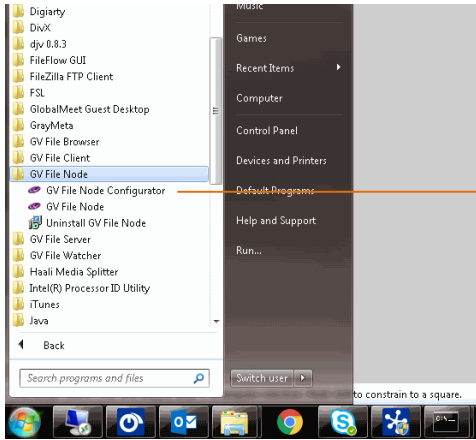 Digiarty
DivX
djv 0.8.3
FileFlow GUI
FileZilla FTP Client
FSL
GlobalMeet Guest Desktop
GrayMeta
GV File Browser
GV File Client
GV File Node
GV File Node Configurator
GV File Node
Uninstall GV File Node
GV File Server
GV File Watcher
Haali Media Splitter
Intel(R) Processor ID Utility
iTunes
Java
Back
Search programs and files
Music
Games
Recent Items
Computer
Control Panel
Devices and Printers
Default Programs
Help and Support
Run...
Switch user
to constrain to a square.
C:\_